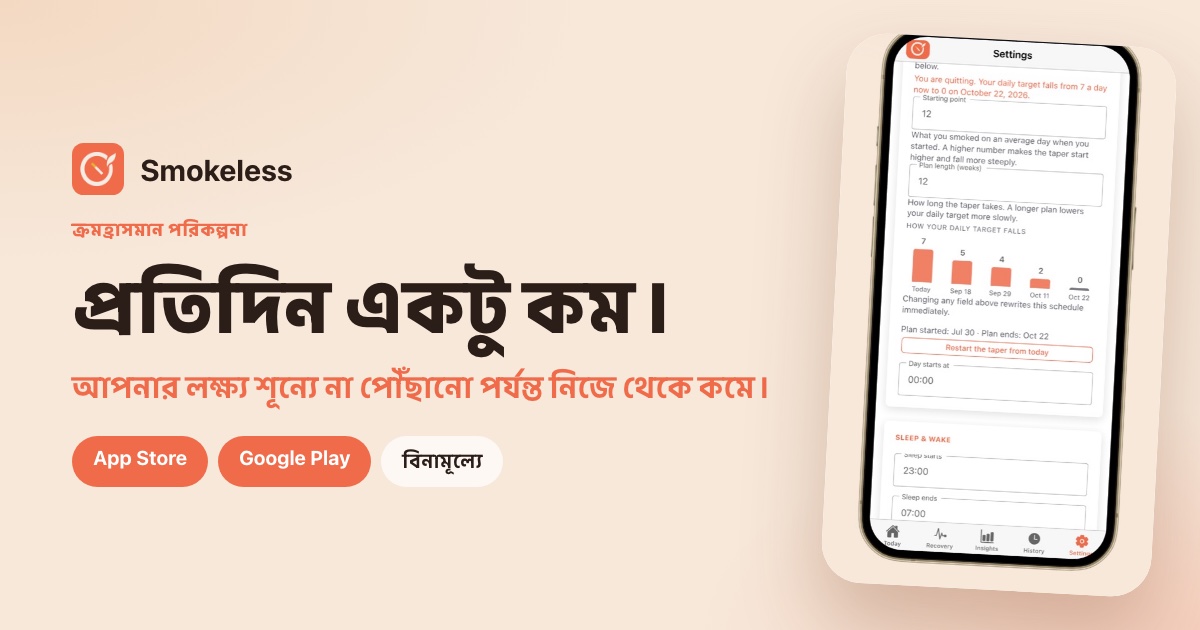 Smokeless
ক্রমহ্রাসমান পরিকল্পনা
প্রতিদিন একটু কম।
আপনার লক্ষ্য শূন্যে না পৌঁছানো পর্যন্ত নিজে থেকে কমে।
App Store
Google Play
বিনামূল্যে
Settings
below.
You are quitting. Your daily target falls from 7 a day
now to 0 on October 22, 2026.
Starting point
12
What you smoked on an average day when you
started. A higher number makes the taper start
higher and fall more steeply.
Plan length (weeks)
12
How long the taper takes. A longer plan lowers
your daily target more slowly.
HOW YOUR DAILY TARGET FALLS
7 5 4 2 0
Today Sep 18 Sep 29 Oct 11 Oct 22
Changing any field above rewrites this schedule
immediately.
Plan started: Jul 30 · Plan ends: Oct 22
Restart the taper from today
Day starts at
00:00
SLEEP & WAKE
Sleep starts
23:00
Sleep ends
07:00
Today Recovery Insights History Settings